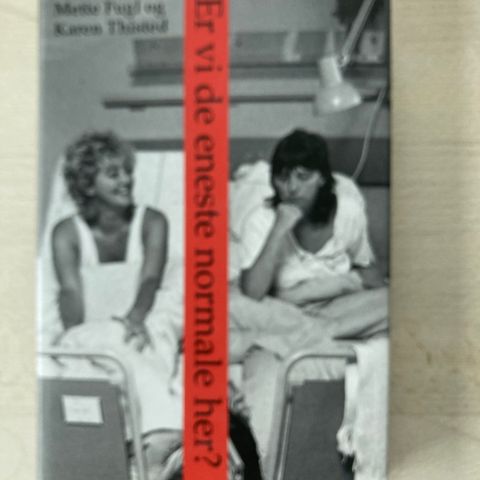 Mette Fugl og
Karen Thisted
Er vi de eneste normale her?